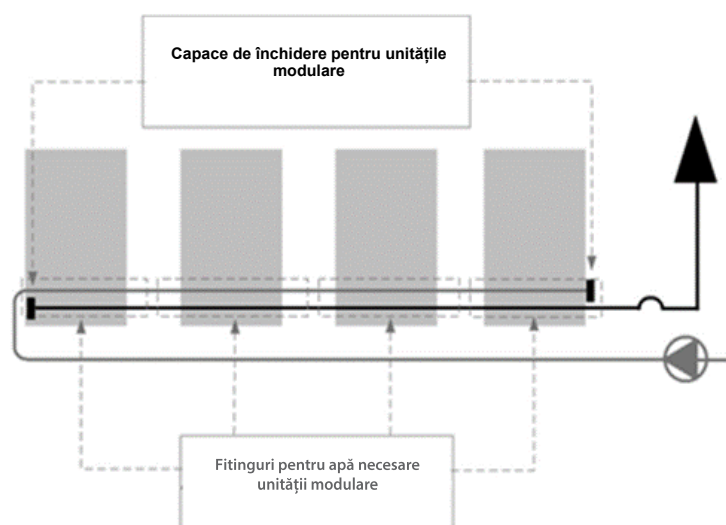 Capace de închidere pentru unitățile
modulare
Fitinguri pentru apă necesare
unității modulare